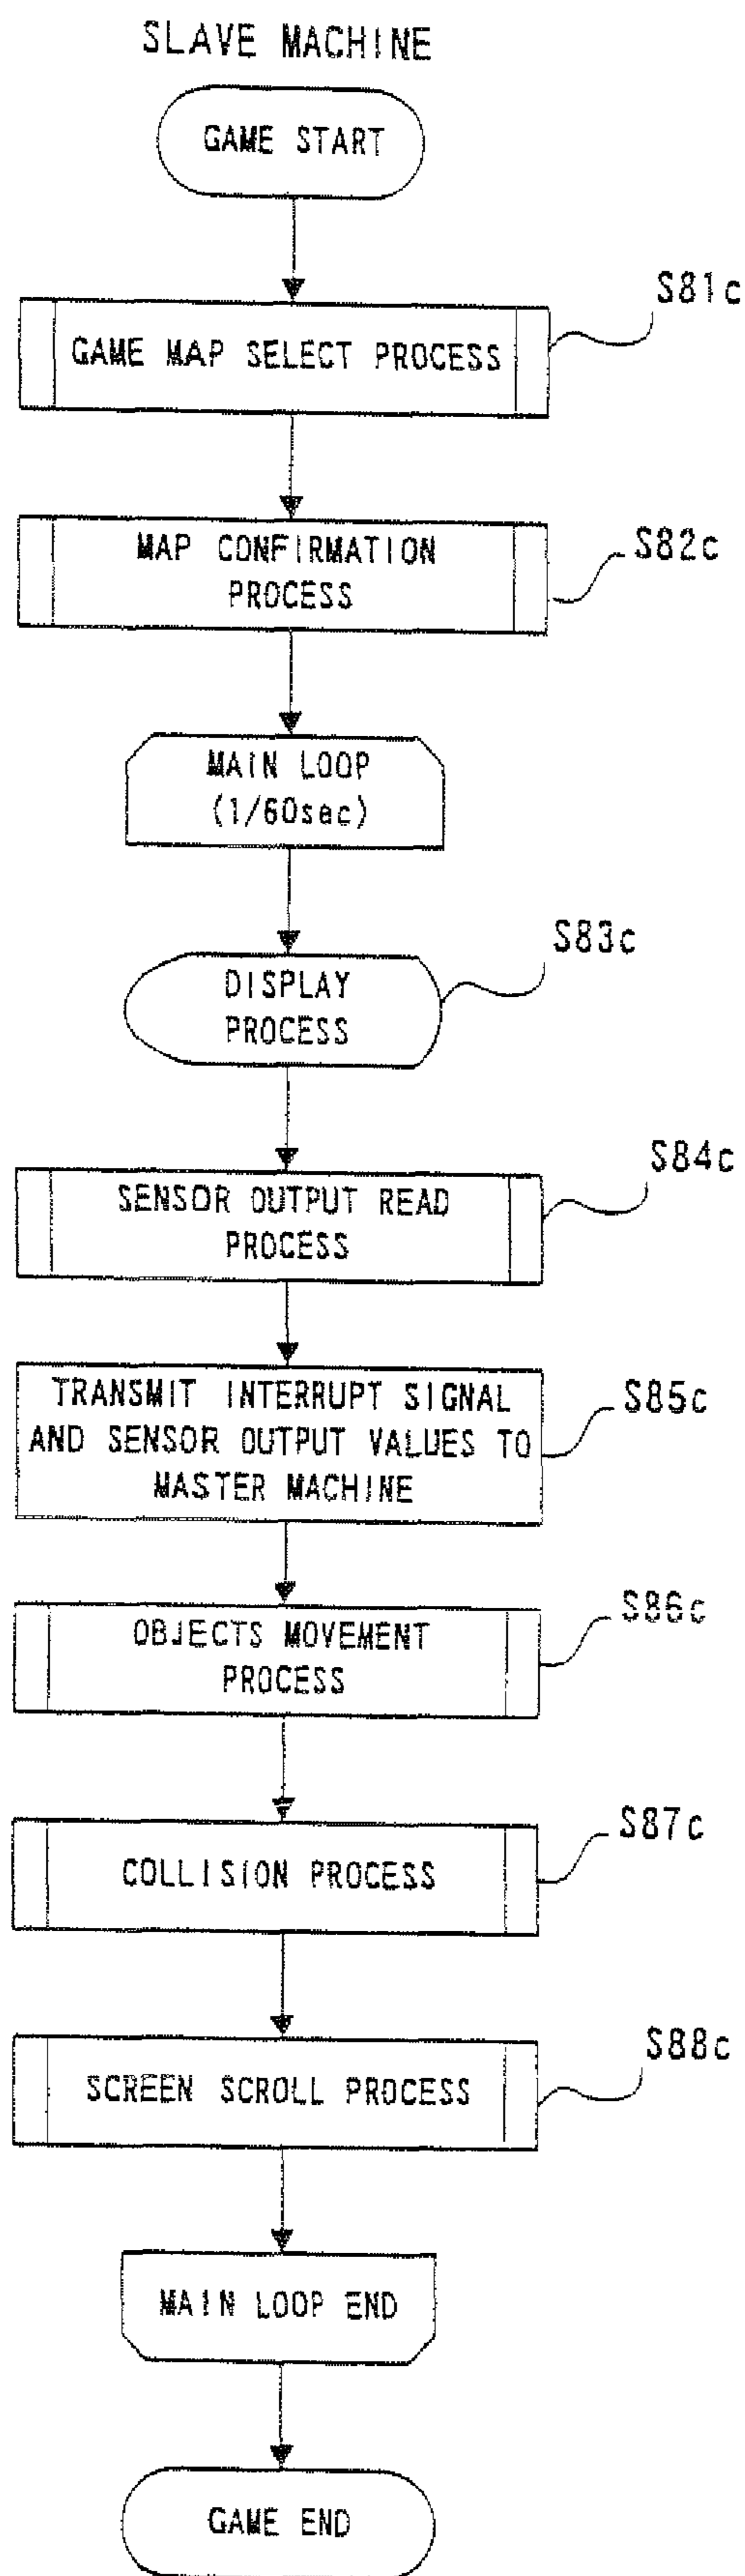 SLAVE MACHINE
GAME START
S81c
GAME MAP SELECT PROCESS
S82c
MAP CONFIRMATION
PROCESS
MAIN LOOP
(1/60sec)
S83c
DISPLAY
PROCESS
S84c
SENSOR OUTPUT READ
PROCESS
S85c
TRANSMIT INTERRUPT SIGNAL
AND SENSOR OUTPUT VALUES TO
MASTER MACHINE
S86c
OBJECTS MOVEMENT
PROCESS
S87c
COLLISION PROCESS
S88c
SCREEN SCROLL PROCESS
MAIN LOOP END
GAME END